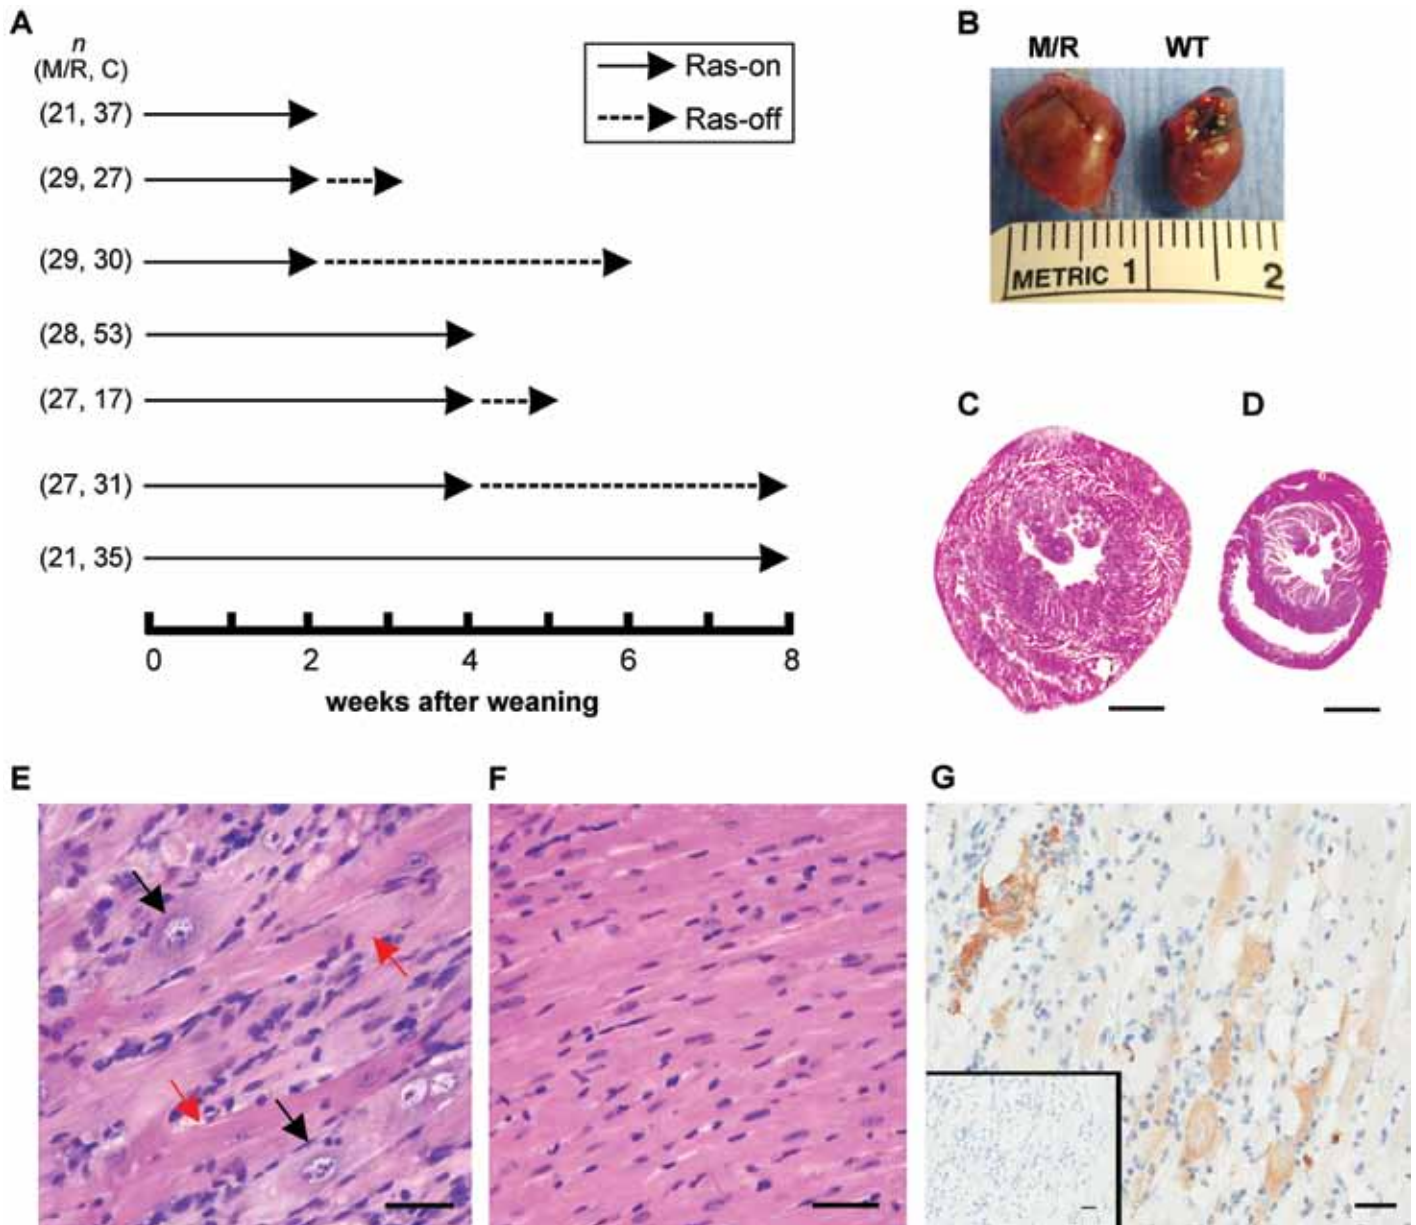 A
n
(M/R, C)
(21, 37)
(29, 27)
(29, 30)
(28, 53)
(27, 17)
(27, 31)
(21, 35)
0 2 4 6 8
weeks after weaning
Ras-on
Ras-off
B
M/R WT
METRIC 1 2
C D
E F G